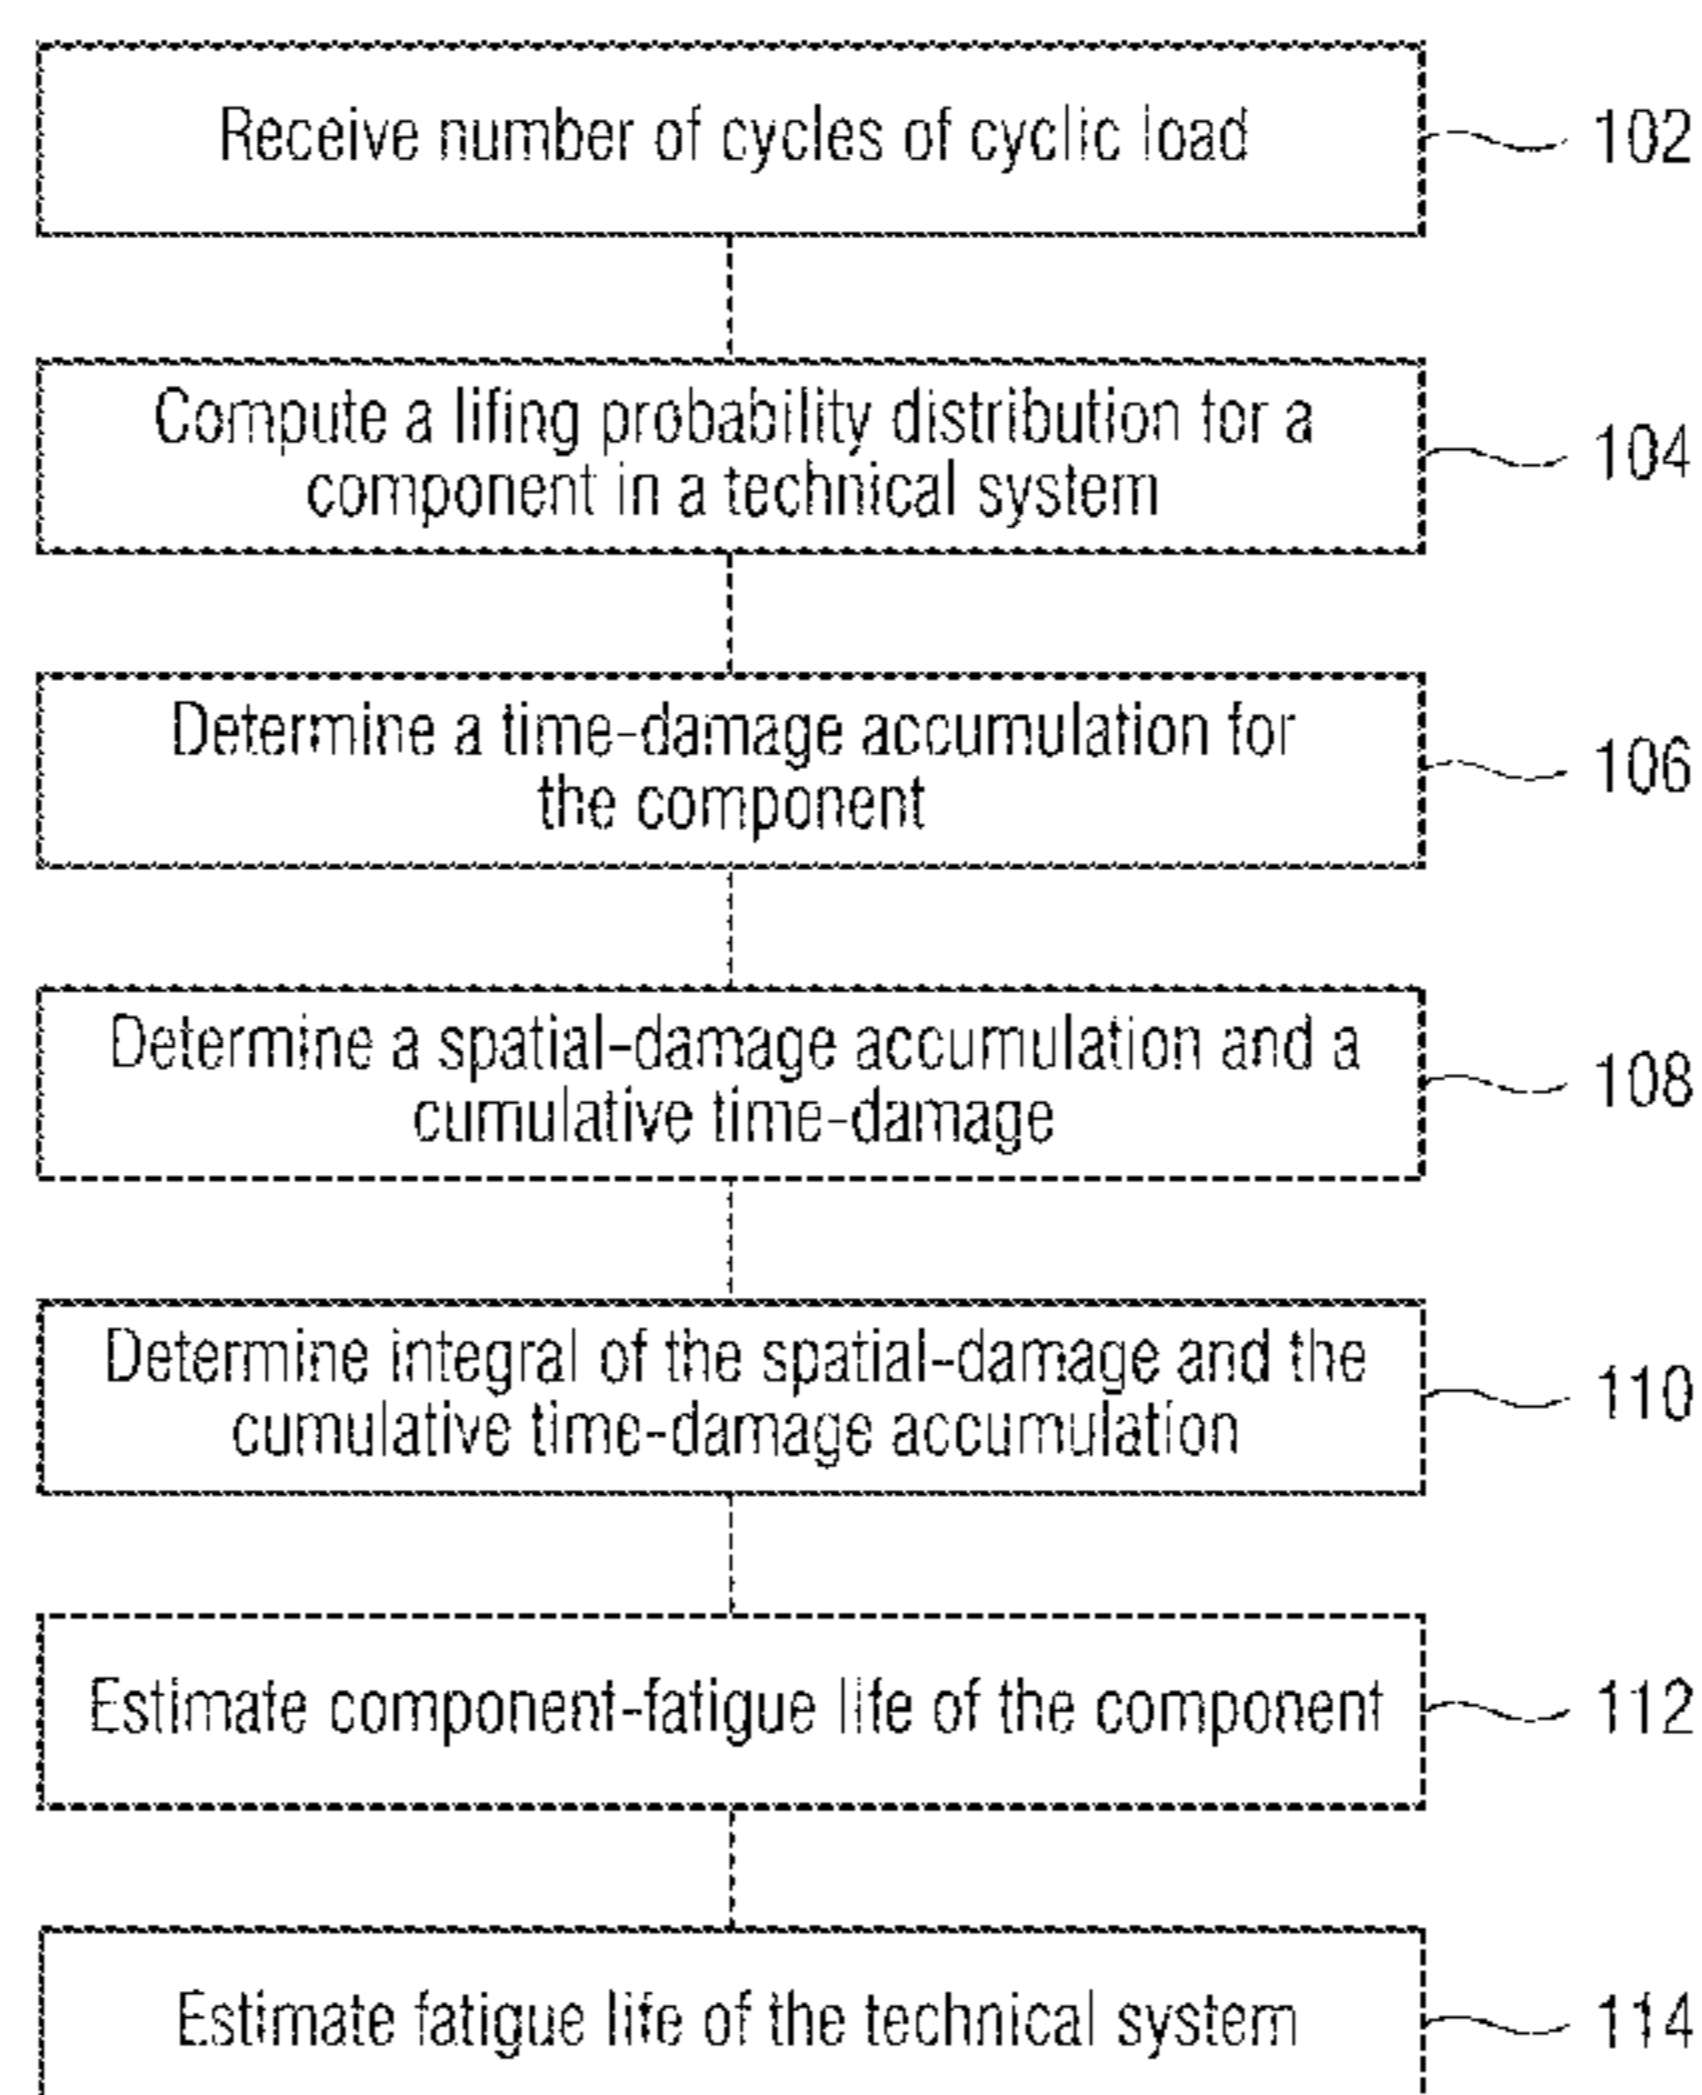 Receive number of cycles of cyclic load
102
Compute a lifing probability distribution for a
component in a technical system
104
Determine a time-damage accumulation for
the component
106
Determine a spatial-damage accumulation and a
cumulative time-damage
108
Determine integral of the spatial-damage and the
cumulative time-damage accumulation
110
Estimate component-fatigue life of the component
112
Estimate fatigue life of the technical system
114